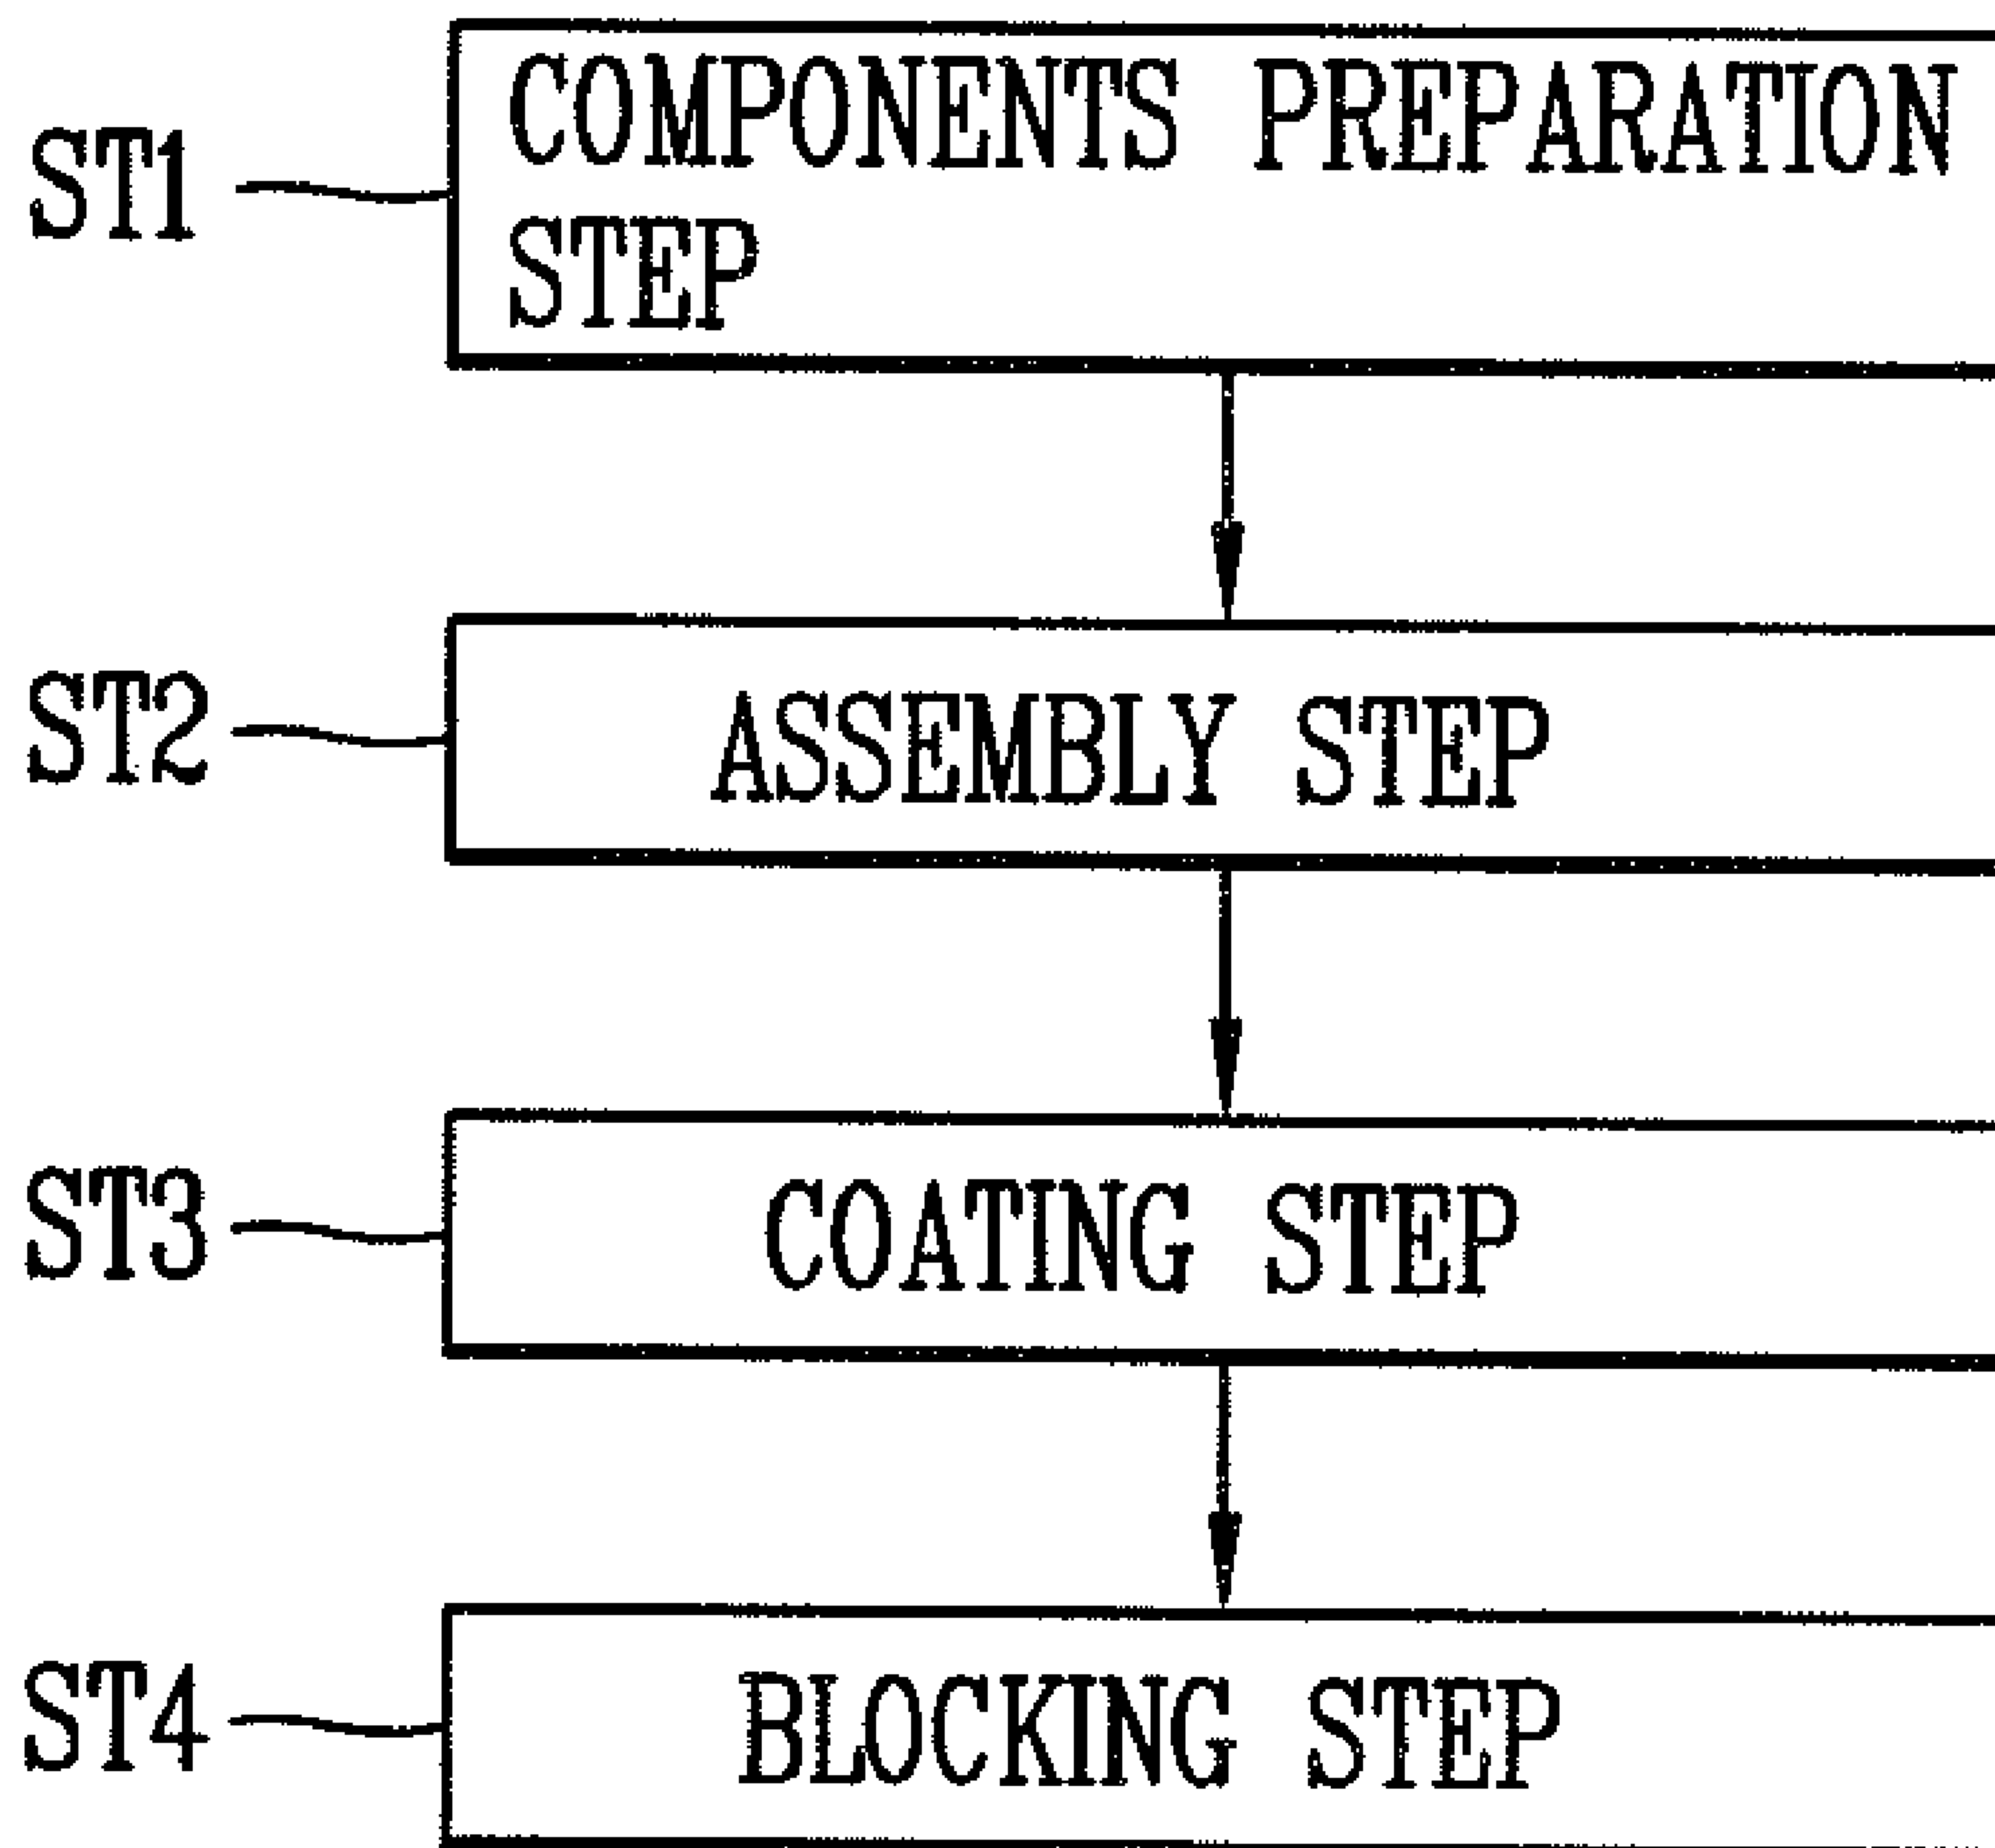 ST1
COMPONENTS PREPARATION
STEP
ST2
ASSEMBLY STEP
ST3
COATING STEP
ST4
BLOCKING STEP